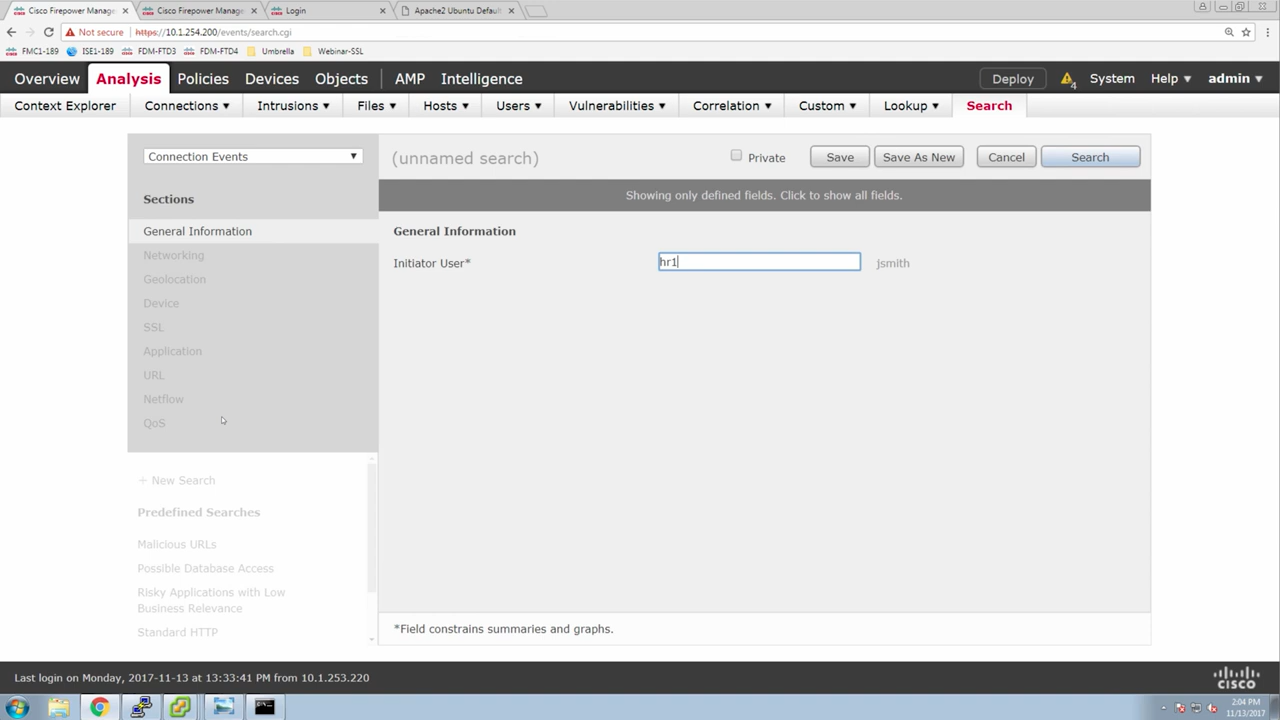 Cisco Firepower Manage
Cisco Firepower Manage
Login
Apache2 Ubuntu Defaul
Not secure
https://10.1.254.200/events/search.cgi
FMC1-189
ISE1-189
FDM-FTD3
FDM-FTD4
Umbrella
Webinar-SSL
Overview
Analysis
Policies
Devices
Objects
AMP
Intelligence
Deploy
4
System
Help
admin
Context Explorer
Connections
Intrusions
Files
Hosts
Users
Vulnerabilities
Correlation
Custom
Lookup
Search
Connection Events
(unnamed search)
Private
Save
Save As New
Cancel
Search
Sections
Showing only defined fields. Click to show all fields.
General Information
Networking
Geolocation
Device
SSL
Application
URL
Netflow
QoS
General Information
Initiator User*
hr1
jsmith
+ New Search
Predefined Searches
Malicious URLs
Possible Database Access
Risky Applications with Low
Business Relevance
Standard HTTP
*Field constrains summaries and graphs.
Last login on Monday, 2017-11-13 at 13:33:41 PM from 10.1.253.220
CISCO
2:04 PM
11/13/2017